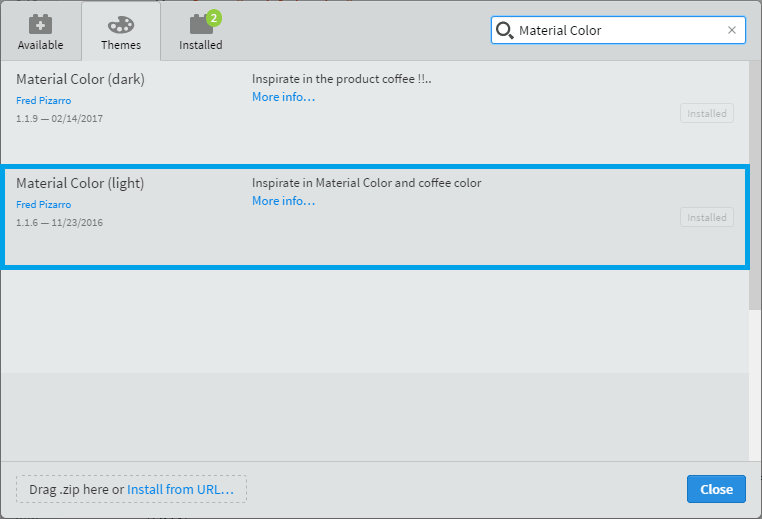 2
Available
Themes
Installed
Material Color
Material Color (dark)
Inspirate in the product coffee !!..
Fred Pizarro
More info…
1.1.9 — 02/14/2017
Installed
Material Color (light)
Inspirate in Material Color and coffee color
Fred Pizarro
More info…
1.1.6 — 11/23/2016
Installed
Drag .zip here or Install from URL…
Close